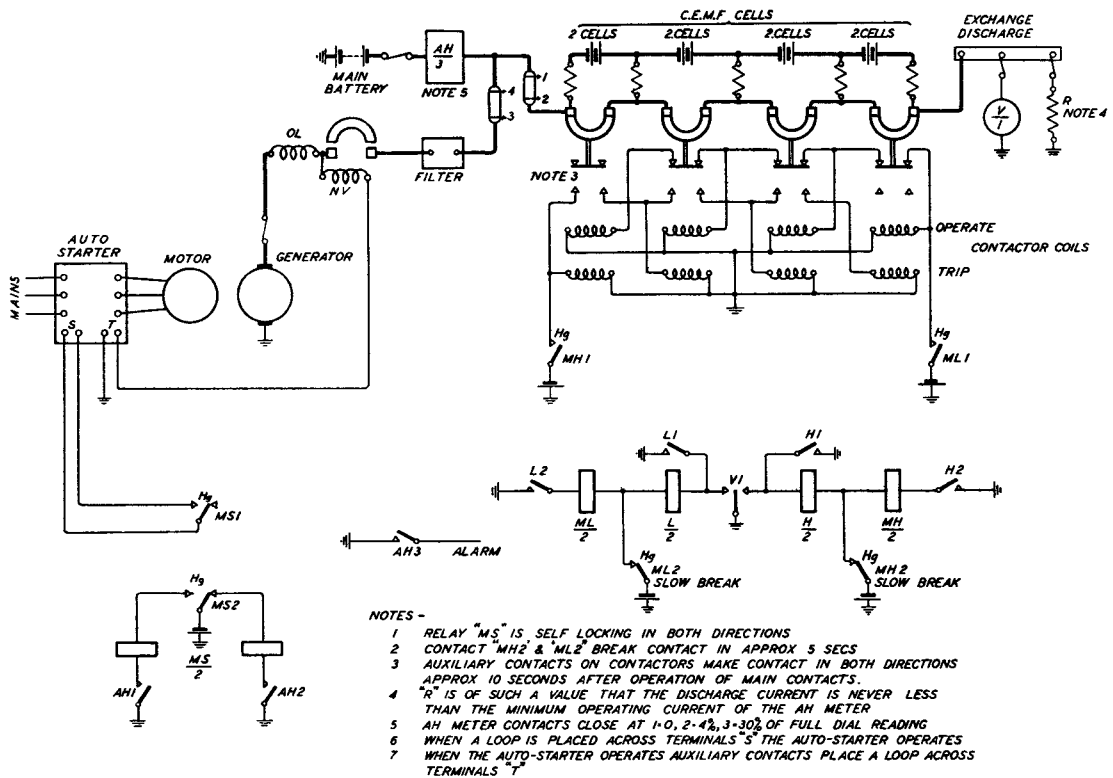 C.E.M.F CELLS
2 CELLS 2.CELLS 2.CELLS 2.CELLS
EXCHANGE
DISCHARGE
MAIN
BATTERY
AH
3
NOTE 5
1
2
4
3
V
1
R
NOTE 4
OL
NV
FILTER
NOTE 3
OPERATE
CONTACTOR COILS
TRIP
AUTO
STARTER
MOTOR
GENERATOR
MAINS
S T
Hg
MH1
Hg
ML1
L1
H1
L2
V1
H2
ML
2
L
2
H
2
MH
2
Hg
MS1
AH3 ALARM
Hg
ML2
SLOW BREAK
Hg
MH2
SLOW BREAK
Hg
MS2
MS
2
AH1
AH2
NOTES -
1 RELAY "MS" IS SELF LOCKING IN BOTH DIRECTIONS
2 CONTACT "MH2' & 'ML2" BREAK CONTACT IN APPROX 5 SECS
3 AUXILIARY CONTACTS ON CONTACTORS MAKE CONTACT IN BOTH DIRECTIONS
APPROX 10 SECONDS AFTER OPERATION OF MAIN CONTACTS.
4 "R" IS OF SUCH A VALUE THAT THE DISCHARGE CURRENT IS NEVER LESS
THAN THE MINIMUM OPERATING CURRENT OF THE AH METER
5 AH METER CONTACTS CLOSE AT 1=0, 2=4%, 3=30% OF FULL DIAL READING
6 WHEN A LOOP IS PLACED ACROSS TERMINALS "S" THE AUTO-STARTER OPERATES
7 WHEN THE AUTO-STARTER OPERATES AUXILIARY CONTACTS PLACE A LOOP ACROSS
TERMINALS "T"